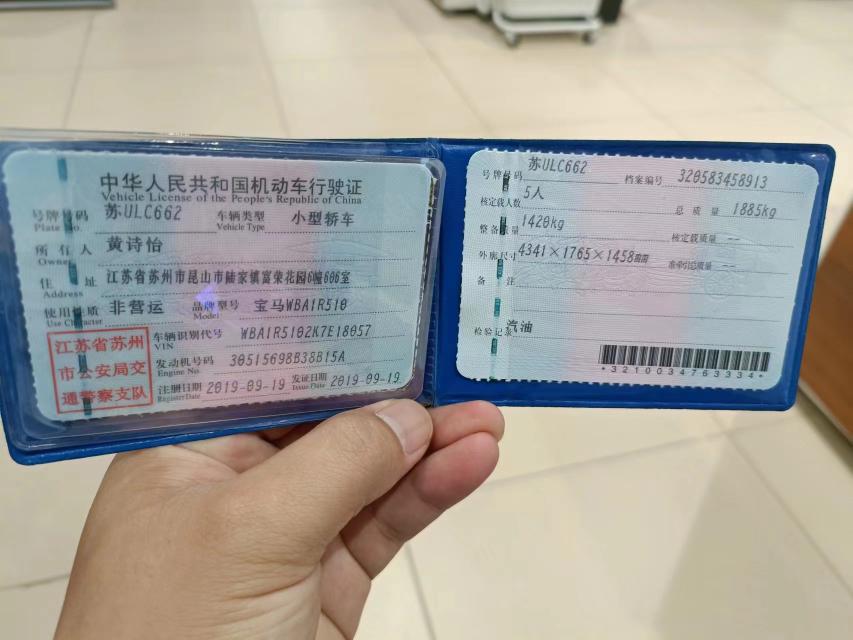 中华人民共和国机动车行驶证
Vehicle License of the People's Republic of China
号牌号码 苏ULC662 车辆类型 小型轿车
Plate No. Vehicle Type
所有人 黄诗怡
Owner
住址 江苏省苏州市昆山市陆家镇富荣花园6幢606室
Address
使用性质 非营运 品牌型号 宝马WBA1R510
Use Character Model
江苏省苏州
市公安局交
通警察支队
车辆识别代号 WBA1R5102K7E18057
VIN
发动机号码 30515698B38B15A
Engine No.
注册日期 2019-09-19 发证日期 2019-09-19
Register Date Issue Date
号牌号码 苏ULC662 档案编号 320583458913
核定载人数 5人 总质量 1885kg
整备质量 1420kg 核定载质量 --
外廓尺寸 4341×1765×1458mm 准牵引总质量 --
备注
检验记录 汽油
*3210034763334*